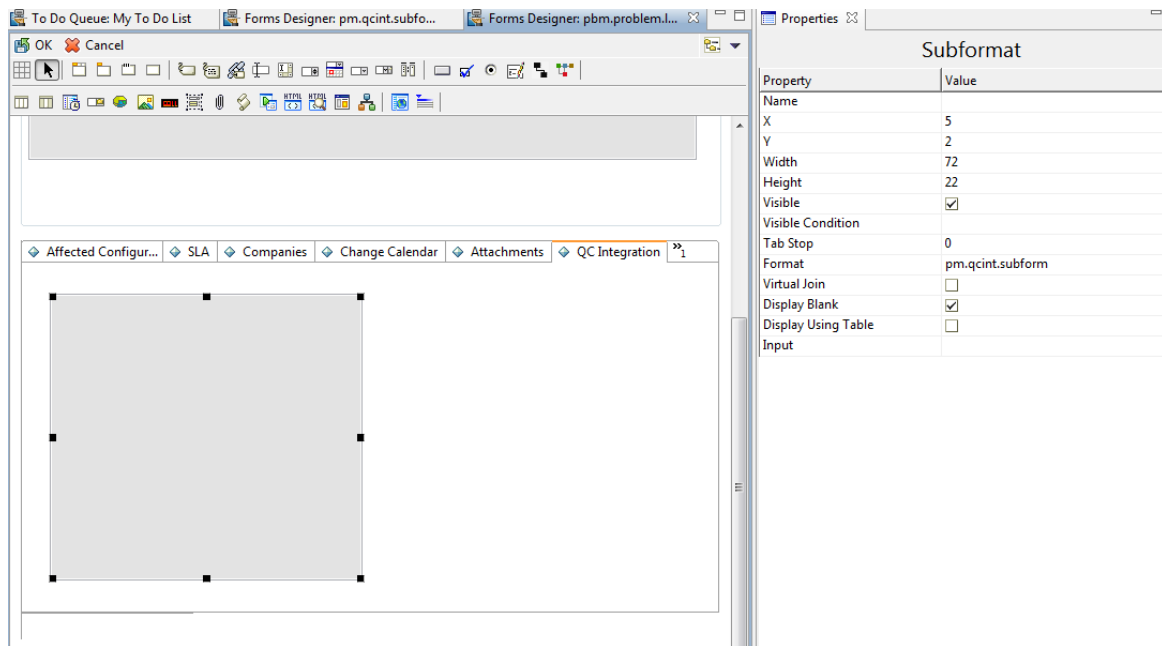 To Do Queue: My To Do List
Forms Designer: pm.qcint.subfo...
Forms Designer: pbm.problem.l...
OK
Cancel
HTML
HTML
Affected Configur...
SLA
Companies
Change Calendar
Attachments
QC Integration
»1
Properties
Subformat
Property Value
Name
X 5
Y 2
Width 72
Height 22
Visible
Visible Condition
Tab Stop 0
Format pm.qcint.subform
Virtual Join
Display Blank
Display Using Table
Input